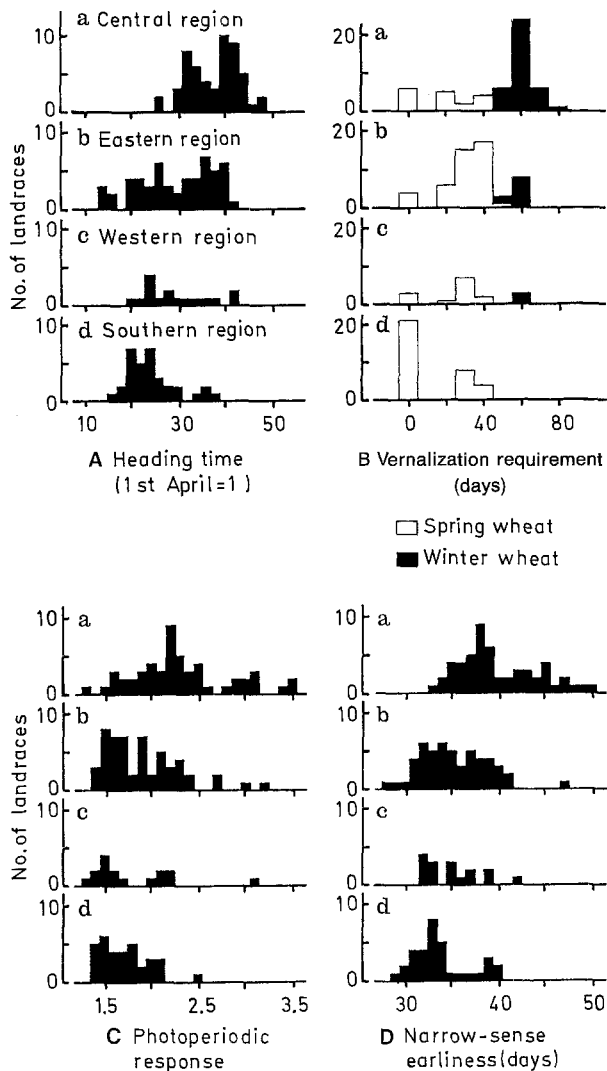 a Central region
10
0
b Eastern region
10
0
c Western region
10
0
d Southern region
10
0
No. of landraces
10 30 50
A Heading time
(1st April=1)
a
20
0
b
20
0
c
20
0
d
20
0
0 40 80
B Vernalization requirement
(days)
Spring wheat
Winter wheat
a
10
0
b
10
0
c
10
0
d
10
0
No. of landraces
1.5 2.5 3.5
C Photoperiodic
response
a
10
0
b
10
0
c
10
0
d
10
0
30 40 50
D Narrow-sense
earliness(days)